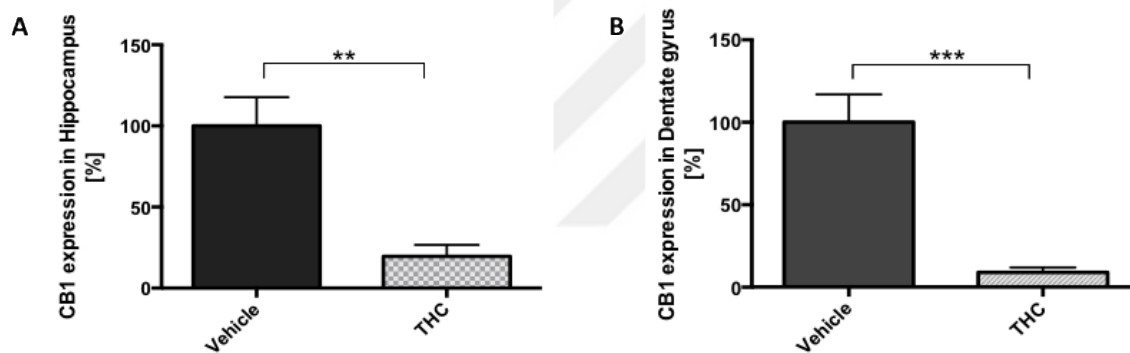 A
CB1 expression in Hippocampus
[%]
150
100
50
0
**
Vehicle
THC
B
CB1 expression in Dentate gyrus
[%]
150
100
50
0
***
Vehicle
THC